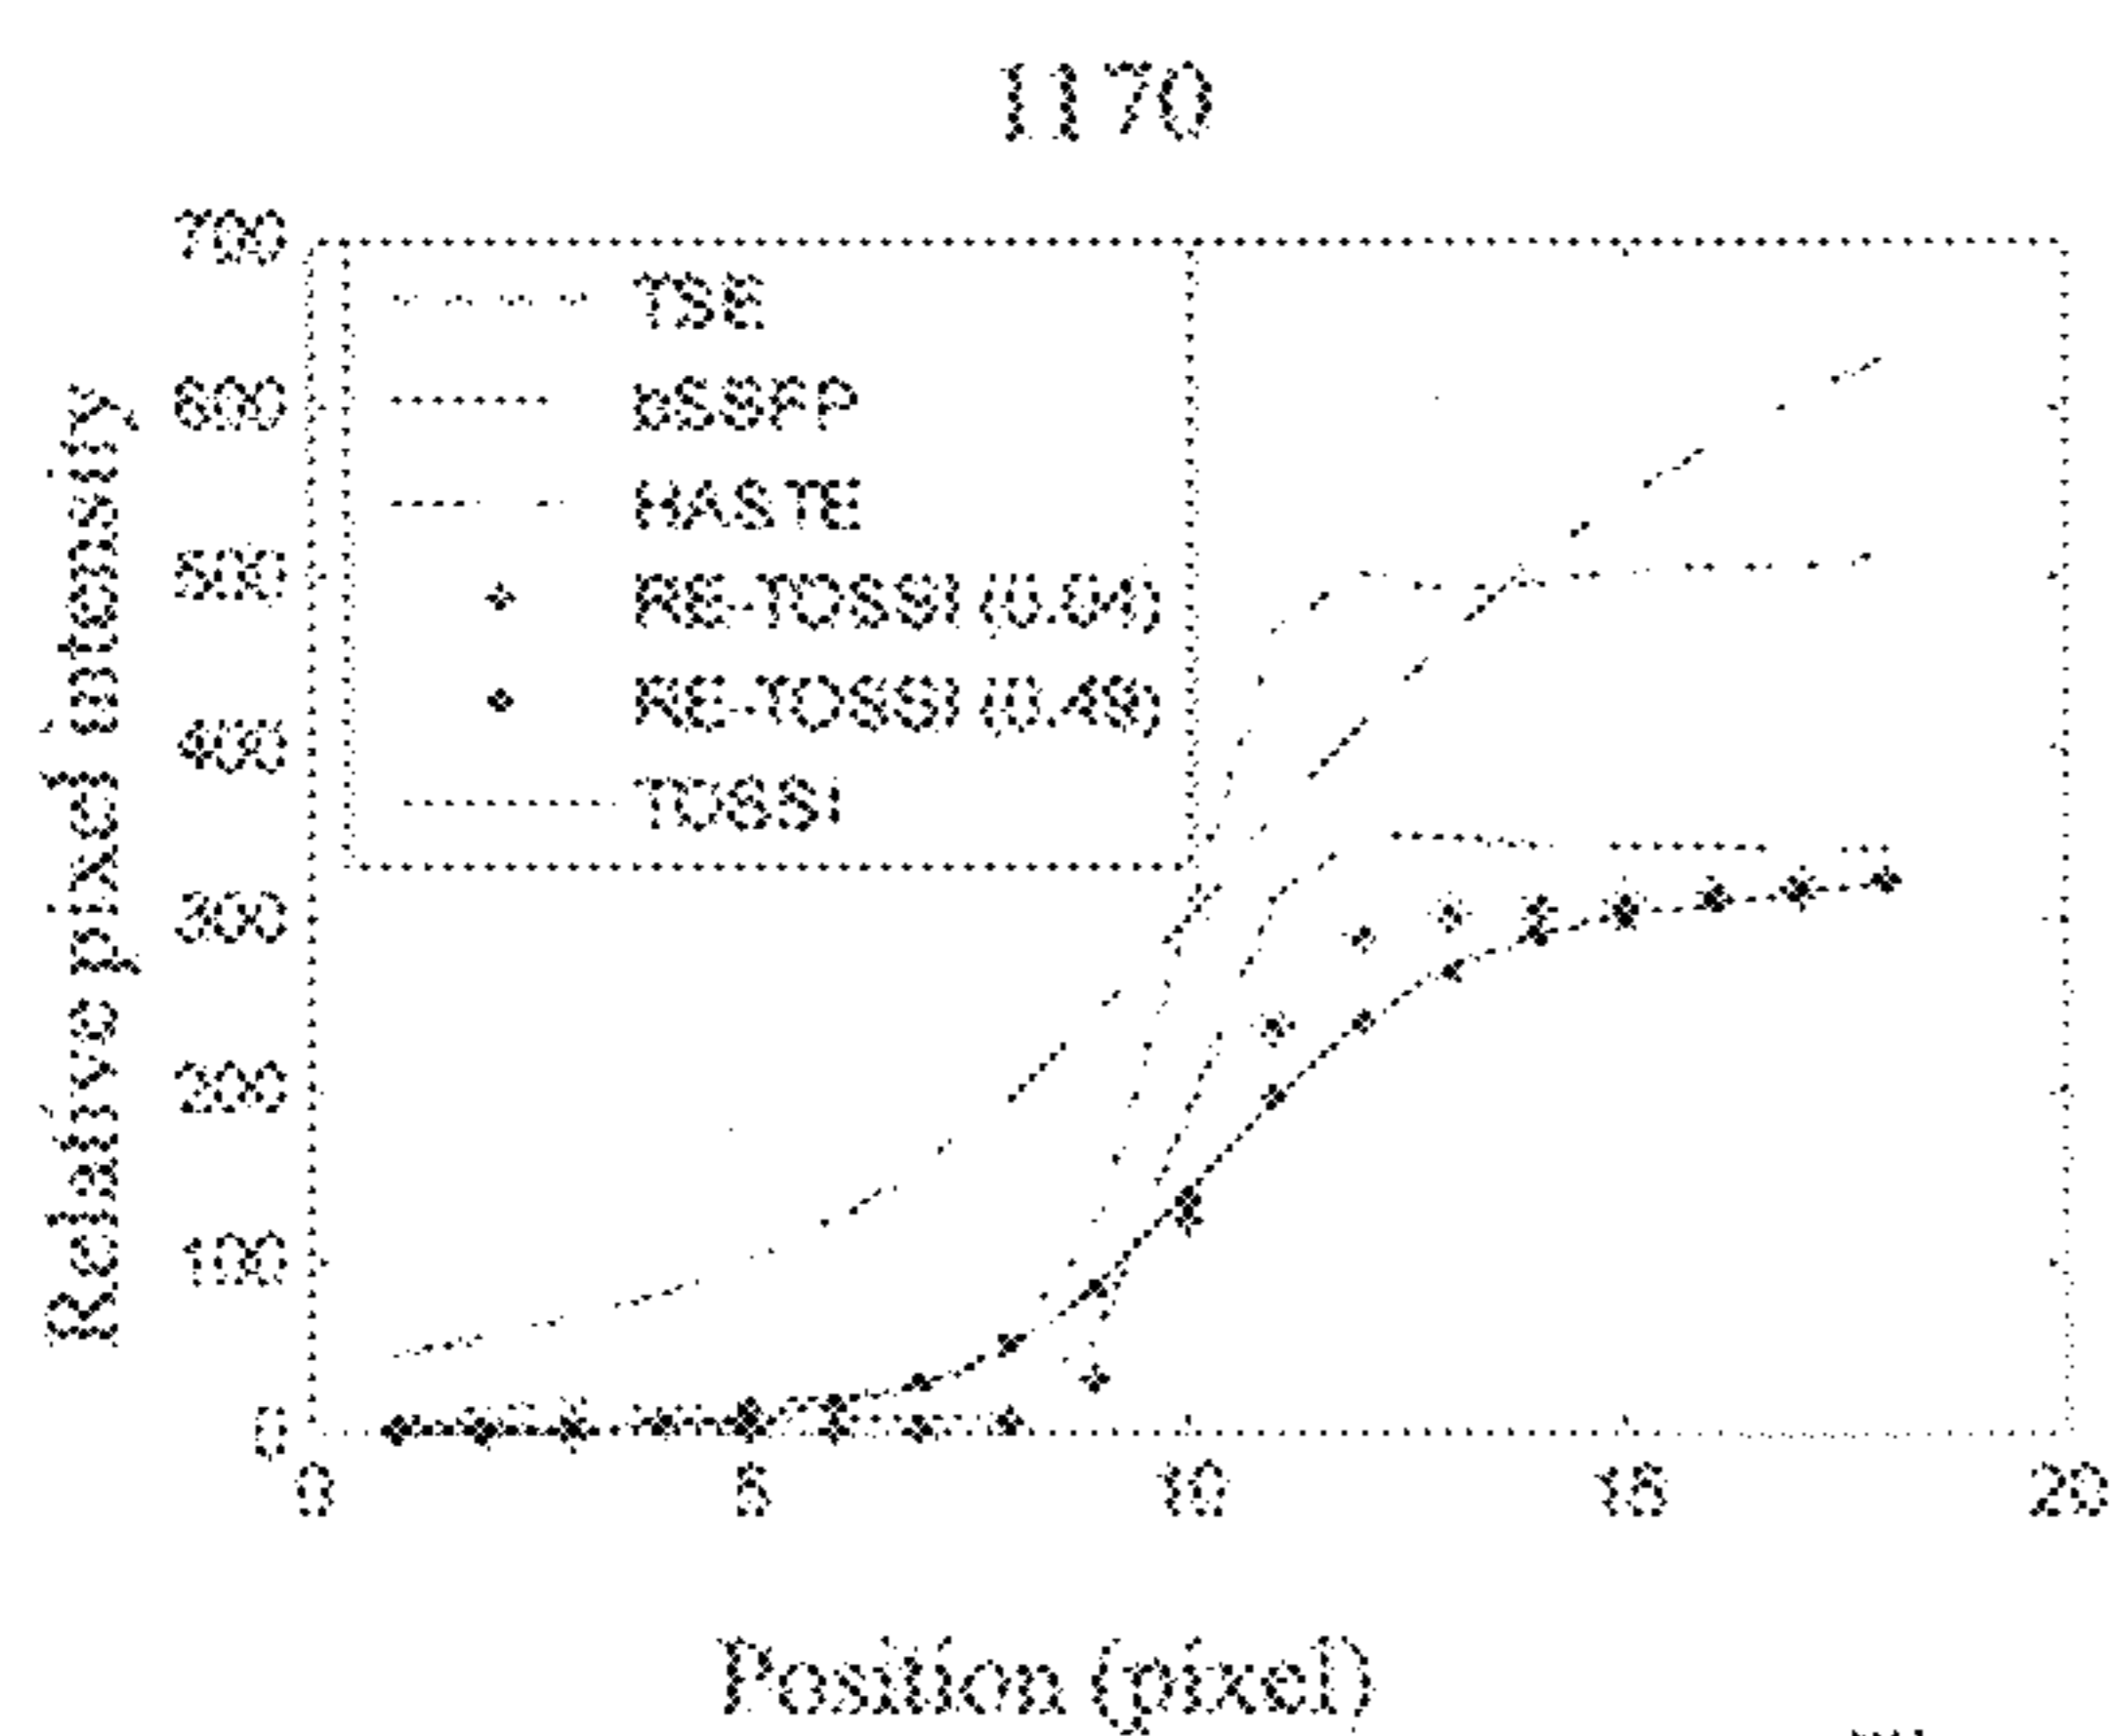 1170
700
600
500
400
300
200
100
0
Relative pixel intensity
TSE
bSSFP
HASTE
RE-TOSSI (0.54)
RE-TOSSI (0.49)
TOSSI
0
5
10
15
20
Position (pixel)